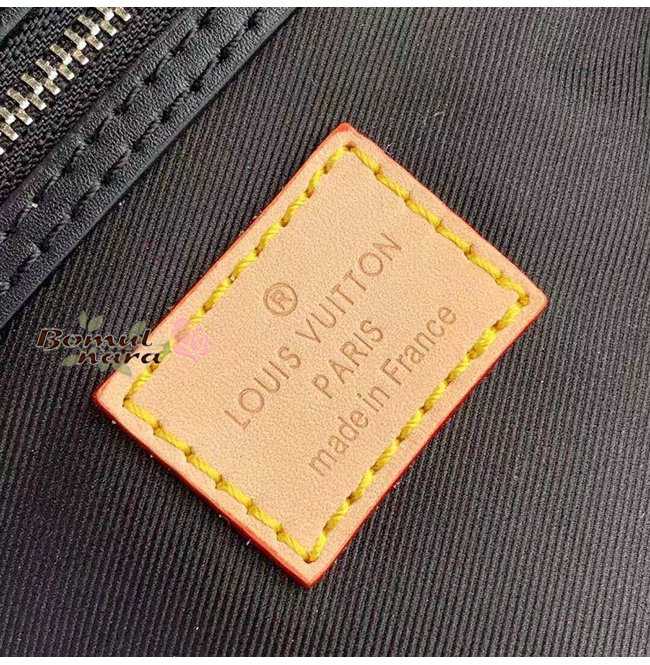 ®
LOUIS VUITTON
PARIS
made in France
Bomul
nara